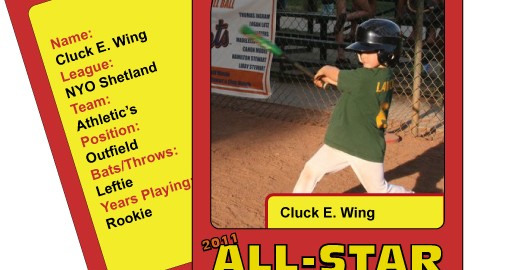 Name:
Cluck E. Wing
League:
NYO Shetland
Team:
Athletic's
Position:
Outfield
Bats/Throws:
Leftie
Years Playing:
Rookie
Cluck E. Wing
2011
ALL-STAR